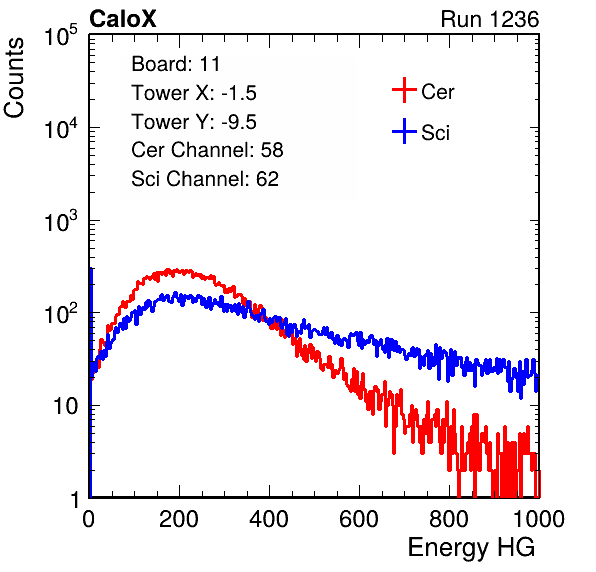 CaloX Run 1236
Counts
Board: 11
Tower X: -1.5
Tower Y: -9.5
Cer Channel: 58
Sci Channel: 62
Cer
Sci
10^5
10^4
10^3
10^2
10
1
0 200 400 600 800 1000
Energy HG